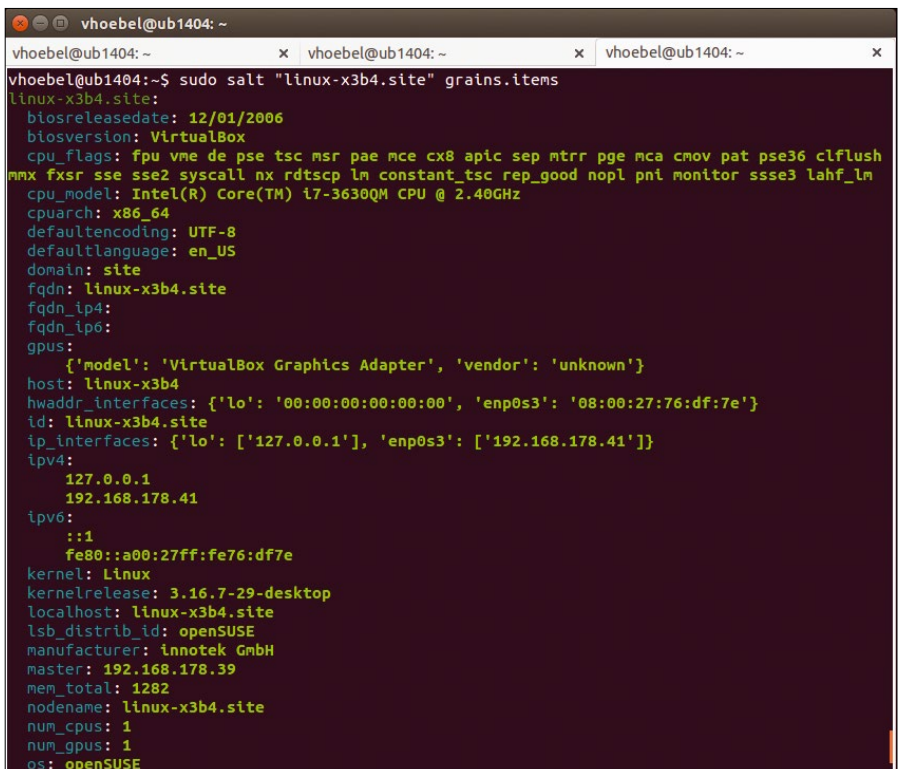 vhoebel@ub1404: ~
vhoebel@ub1404: ~ x vhoebel@ub1404: ~ x vhoebel@ub1404: ~ x
vhoebel@ub1404:~$ sudo salt "linux-x3b4.site" grains.items
linux-x3b4.site:
  biosreleasedate: 12/01/2006
  biosversion: VirtualBox
  cpu_flags: fpu vme de pse tsc msr pae mce cx8 apic sep mtrr pge mca cmov pat pse36 clflush
mmx fxsr sse sse2 syscall nx rdtscp lm constant_tsc rep_good nopl pni monitor ssse3 lahf_lm
  cpu_model: Intel(R) Core(TM) i7-3630QM CPU @ 2.40GHz
  cpuarch: x86_64
  defaultencoding: UTF-8
  defaultlanguage: en_US
  domain: site
  fqdn: linux-x3b4.site
  fqdn_ip4:
  fqdn_ip6:
  gpus:
      {'model': 'VirtualBox Graphics Adapter', 'vendor': 'unknown'}
  host: linux-x3b4
  hwaddr_interfaces: {'lo': '00:00:00:00:00:00', 'enp0s3': '08:00:27:76:df:7e'}
  id: linux-x3b4.site
  ip_interfaces: {'lo': ['127.0.0.1'], 'enp0s3': ['192.168.178.41']}
  ipv4:
      127.0.0.1
      192.168.178.41
  ipv6:
      ::1
      fe80::a00:27ff:fe76:df7e
  kernel: Linux
  kernelrelease: 3.16.7-29-desktop
  localhost: linux-x3b4.site
  lsb_distrib_id: openSUSE
  manufacturer: innotek GmbH
  master: 192.168.178.39
  mem_total: 1282
  nodename: linux-x3b4.site
  num_cpus: 1
  num_gpus: 1
  os: openSUSE